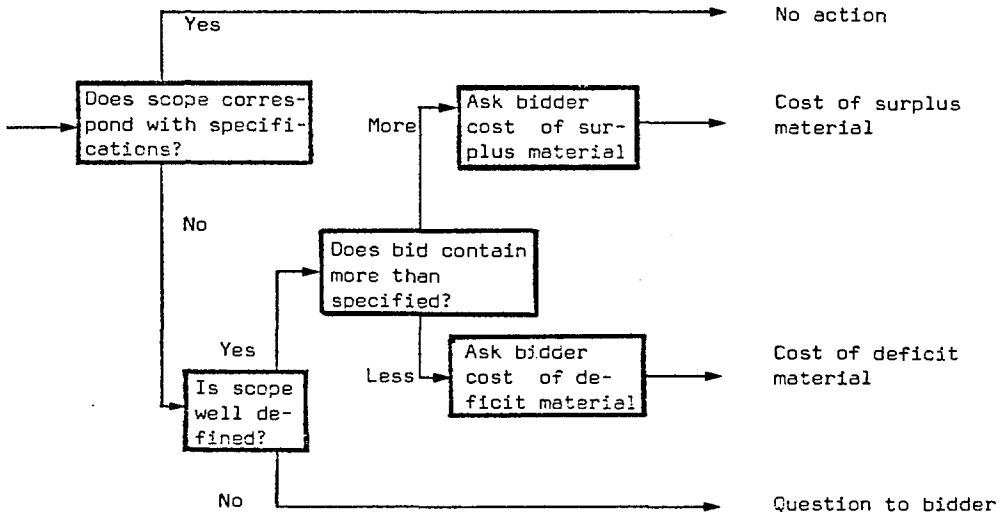 Yes
No action
Does scope corres-
pond with specifi-
cations?
More
Ask bidder
cost of sur-
plus material
Cost of surplus
material
No
Does bid contain
more than
specified?
Yes
Less
Ask bidder
cost of de-
ficit material
Cost of deficit
material
Is scope
well de-
fined?
No
Question to bidder